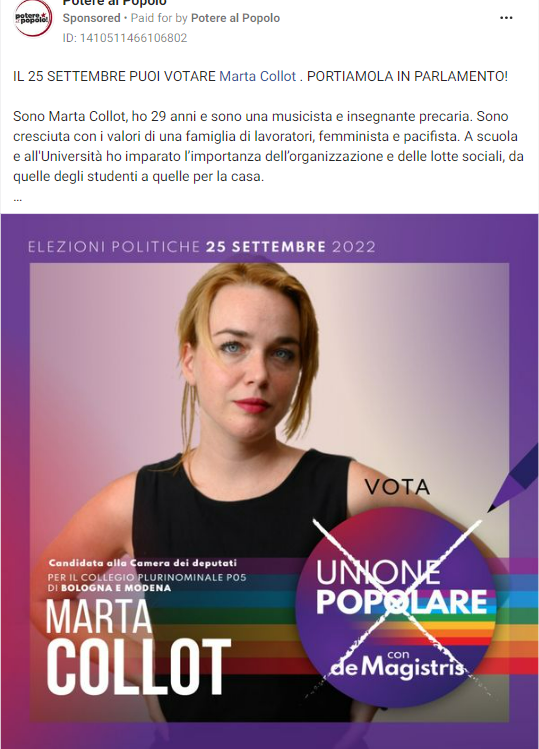 Potere al Popolo
Sponsored • Paid for by Potere al Popolo
potere
al popolo!
ID: 1410511466106802
IL 25 SETTEMBRE PUOI VOTARE Marta Collot . PORTIAMOLA IN PARLAMENTO!
Sono Marta Collot, ho 29 anni e sono una musicista e insegnante precaria. Sono
cresciuta con i valori di una famiglia di lavoratori, femminista e pacifista. A scuola
e all'Università ho imparato l’importanza dell’organizzazione e delle lotte sociali, da
quelle degli studenti a quelle per la casa.
...
ELEZIONI POLITICHE 25 SETTEMBRE 2022
VOTA
UNIONE
POPOLARE
con
de Magistris
Candidata alla Camera dei deputati
PER IL COLLEGIO PLURINOMINALE P05
DI BOLOGNA E MODENA
MARTA
COLLOT